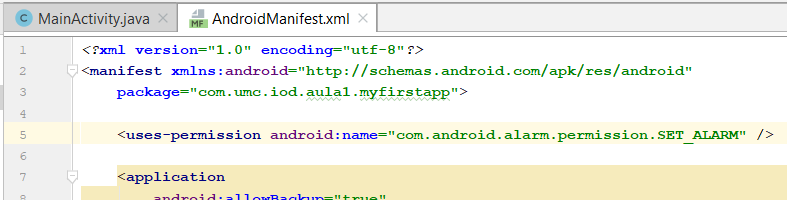 MainActivity.java × AndroidManifest.xml ×
1 <?xml version="1.0" encoding="utf-8"?>
2 <manifest xmlns:android="http://schemas.android.com/apk/res/android"
3 package="com.umc.iod.aula1.myfirstapp">
4
5 <uses-permission android:name="com.android.alarm.permission.SET_ALARM" />
6
7 <application
8 android:allowBackup="true"